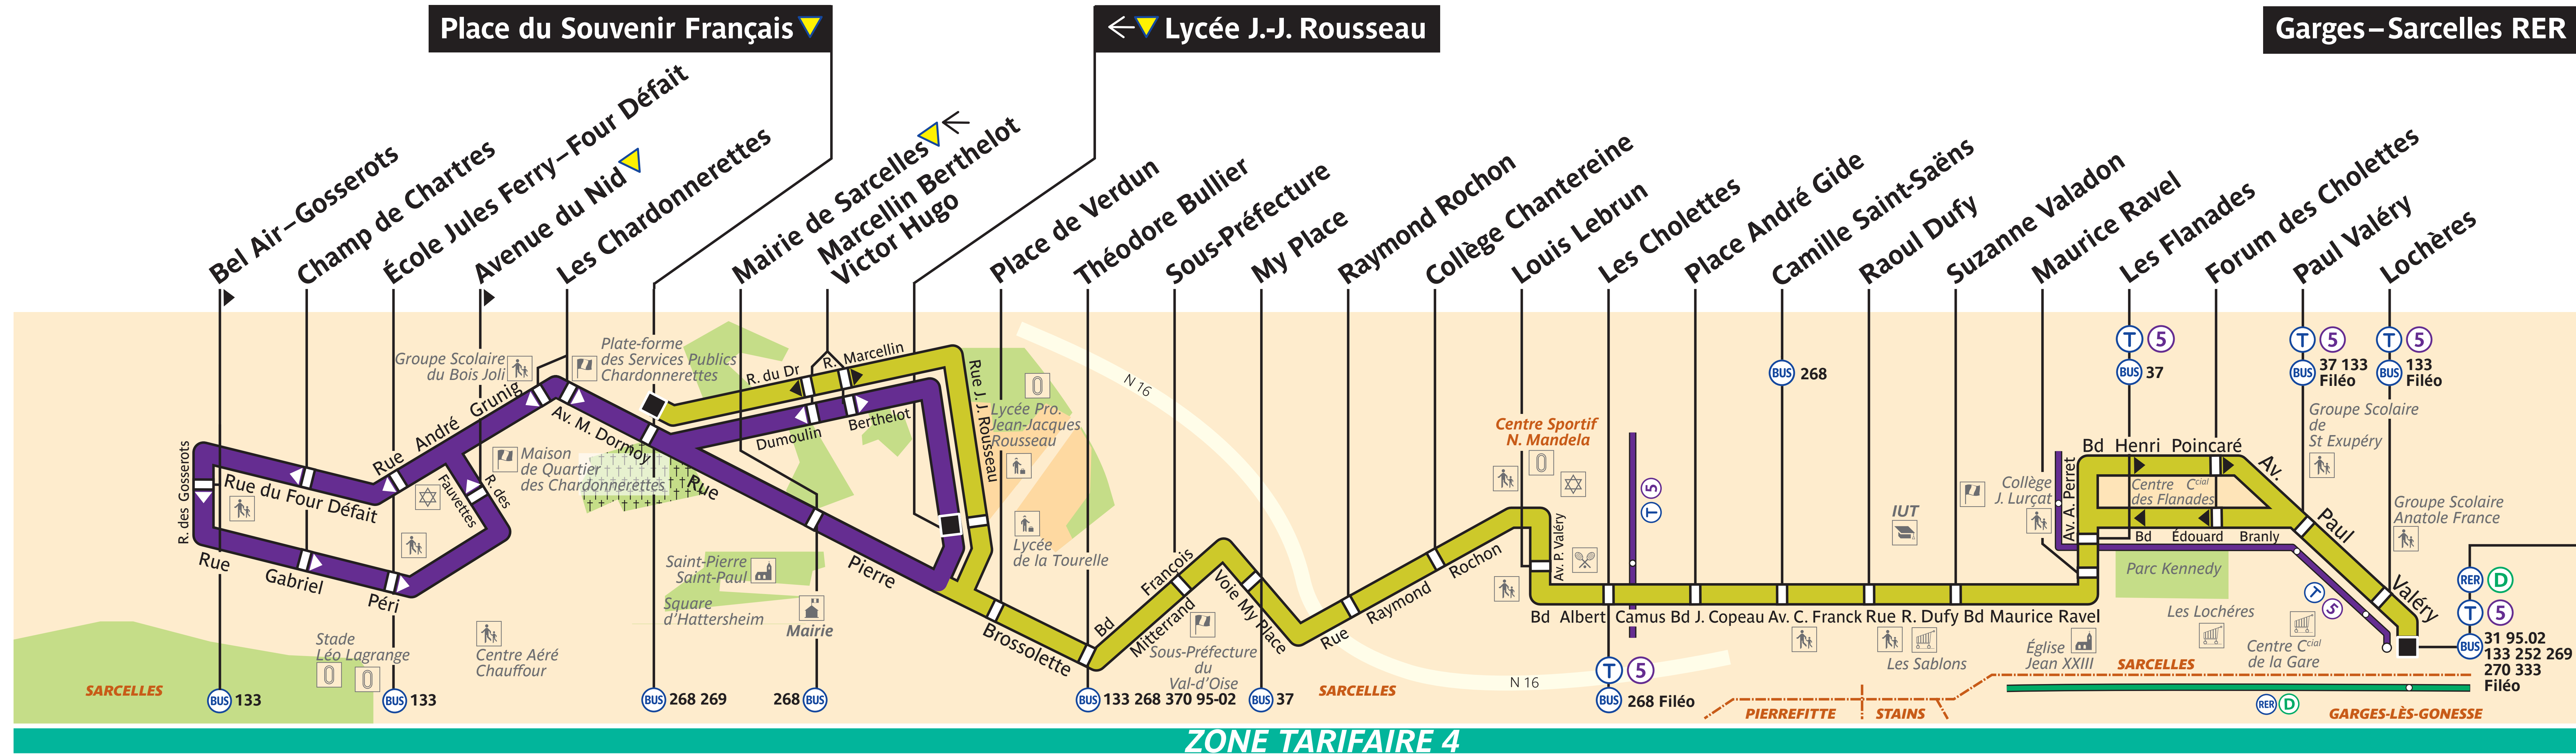 Place du Souvenir Français
Lycée J.-J. Rousseau
Garges–Sarcelles RER
Bel Air–Gosserots
Champ de Chartres
École Jules Ferry–Four Défait
Avenue du Nid
Les Chardonnerettes
Mairie de Sarcelles
Marcellin Berthelot
Victor Hugo
Place de Verdun
Théodore Bullier
Sous-Préfecture
My Place
Raymond Rochon
Collège Chantereine
Louis Lebrun
Les Cholettes
Place André Gide
Camille Saint-Saëns
Raoul Dufy
Suzanne Valadon
Maurice Ravel
Les Flanades
Forum des Cholettes
Paul Valéry
Lochères
Groupe Scolaire
du Bois Joli
Plate-forme
des Services Publics
Chardonnerettes
R. du Dr
R. Marcellin
Dumoulin
Berthelot
Rue J. J. Rousseau
Lycée Pro.
Jean-Jacques
Rousseau
Lycée
de la Tourelle
N 16
R. des Gosserots
Rue du Four Défait
Rue André Grunig
Av. M. Dormoy
Maison
de Quartier
des Chardonnerettes
R. des
Fauvettes
Rue
Gabriel
Péri
Rue
Pierre
Brossolette
Saint-Pierre
Saint-Paul
Square
d'Hattersheim
Mairie
Stade
Léo Lagrange
Centre Aéré
Chauffour
SARCELLES
BUS 133
BUS 133
BUS 268 269
268 BUS
BUS 133 268 370 95-02
BUS 37
Bd
François
Mitterrand
Voie My Place
Sous-Préfecture
du
Val-d'Oise
Rue Raymond Rochon
SARCELLES
N 16
Centre Sportif
N. Mandela
Av. P. Valéry
T 5
T 5
BUS 268 Filéo
BUS 268
Bd Albert Camus
Bd J. Copeau
Av. C. Franck
Rue R. Dufy
Bd Maurice Ravel
IUT
Les Sablons
Collège
J. Lurçat
Av. A. Perret
Église
Jean XXIII
T 5
BUS 37
Bd Henri Poincaré
Centre Ccial
des Flanades
Bd Édouard Branly
Parc Kennedy
T 5
BUS 37 133
Filéo
T 5
BUS 133
Filéo
Groupe Scolaire
de
St Exupéry
Groupe Scolaire
Anatole France
Av. Paul Valéry
T 5
Les Lochéres
Centre Ccial
de la Gare
RER D
T 5
BUS 31 95.02
133 252 269
270 333
Filéo
SARCELLES
PIERREFITTE
STAINS
RER D
GARGES-LÈS-GONESSE
ZONE TARIFAIRE 4